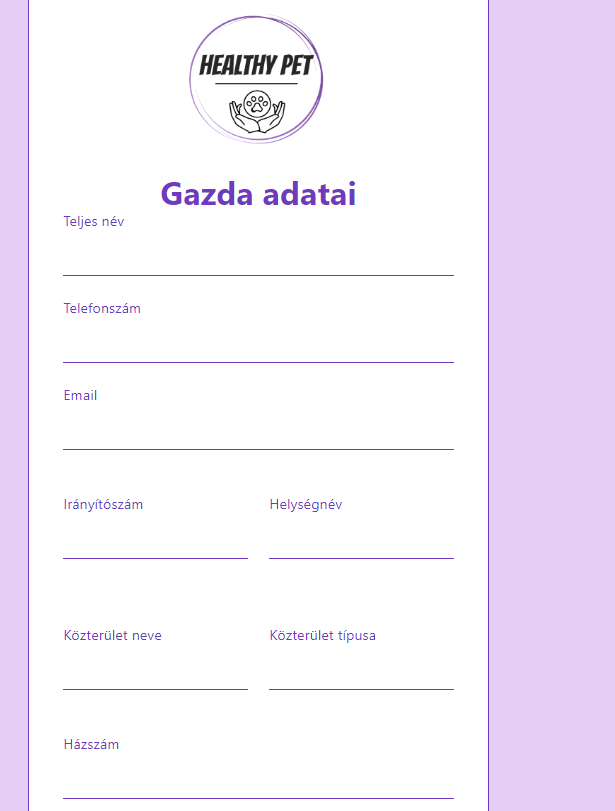 HEALTHY PET
Gazda adatai
Teljes név
Telefonszám
Email
Irányítószám Helységnév
Közterület neve Közterület típusa
Házszám